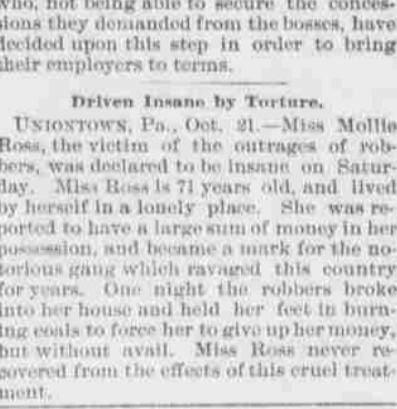 who, not being able to secure the conces-
sions they demanded from the bosses, have
decided upon this step in order to bring
their employers to terms.
Driven Insane by Torture.
UNIONTOWN, Pa., Oct. 21.—Miss Mollie
Ross, the victim of the outrages of rob-
bers, was declared to be insane on Satur-
day. Miss Ross is 71 years old, and lived
by herself in a lonely place. She was re-
ported to have a large sum of money in her
possession, and became a mark for the no-
torious gang which ravaged this country
for years. One night the robbers broke
into her house and held her feet in burn-
ing coals to force her to give up her money,
but without avail. Miss Ross never re-
covered from the effects of this cruel treat-
ment.